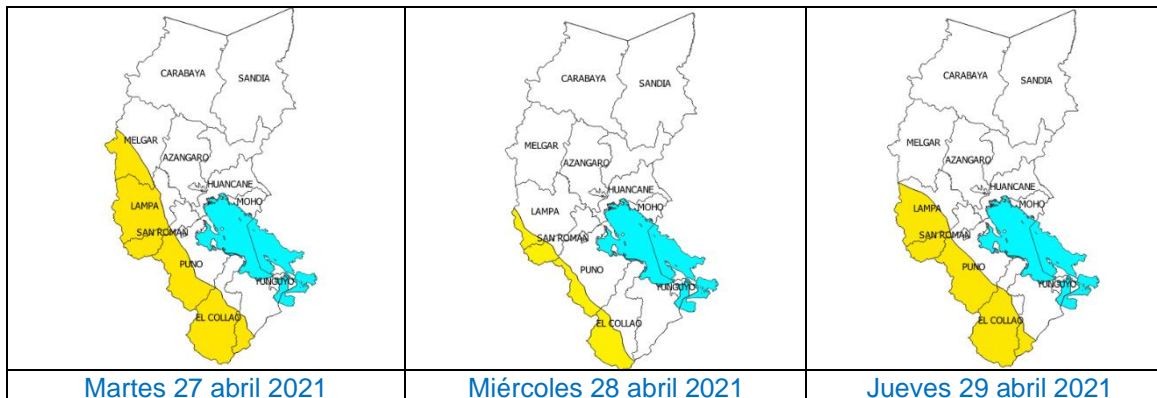 CARABAYA
SANDIA
MELGAR
AZANGARO
HUANCANE
MOHO
LAMPA
SAN ROMAN
PUNO
YUNGUYO
EL COLLAO
Martes 27 abril 2021
CARABAYA
SANDIA
MELGAR
AZANGARO
HUANCANE
MOHO
LAMPA
SAN ROMAN
PUNO
YUNGUYO
EL COLLAO
Miércoles 28 abril 2021
CARABAYA
SANDIA
MELGAR
AZANGARO
HUANCANE
MOHO
LAMPA
SAN ROMAN
PUNO
YUNGUYO
EL COLLAO
Jueves 29 abril 2021